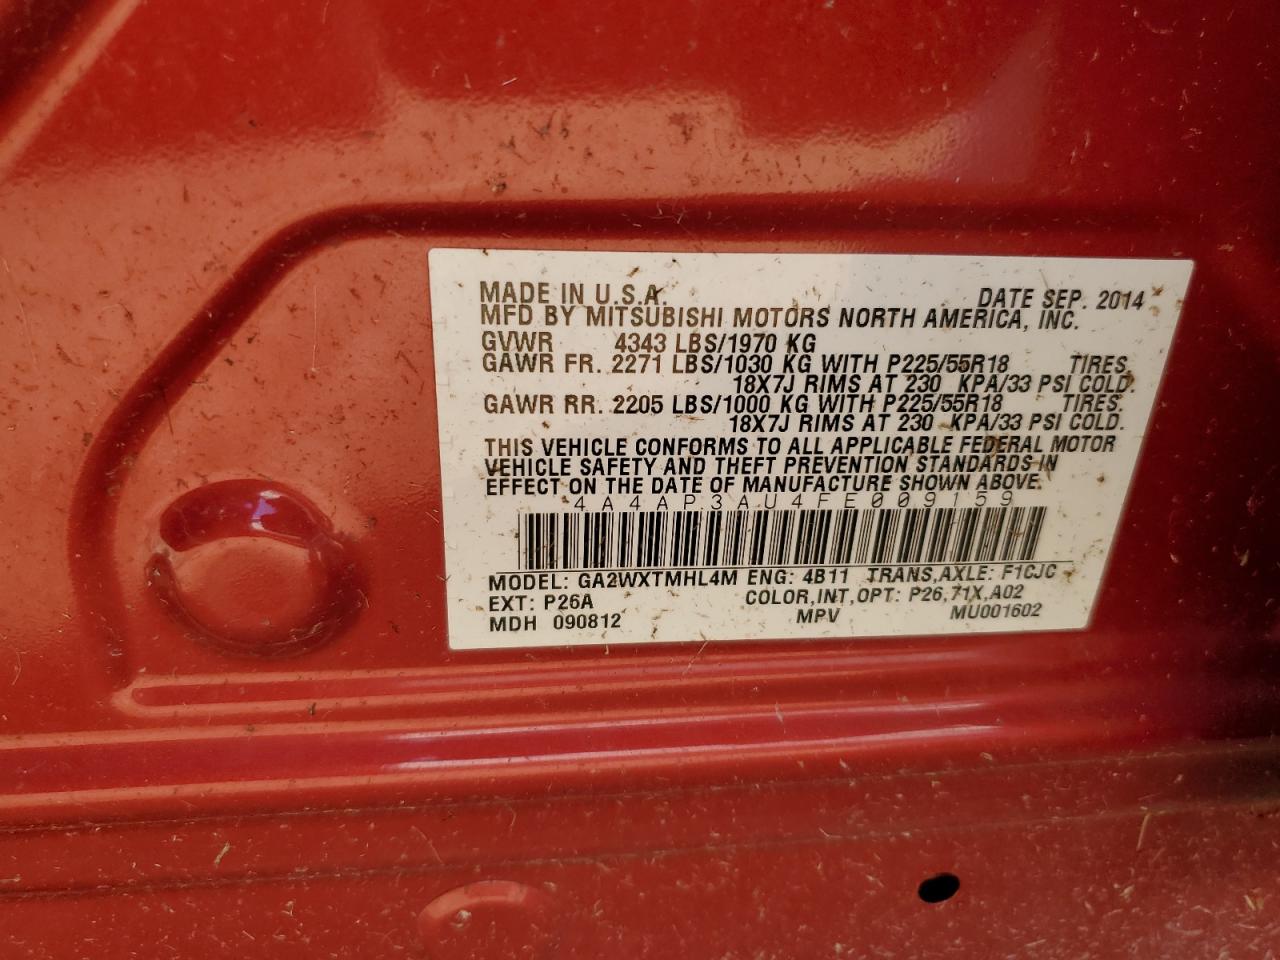 MADE IN U.S.A. DATE SEP. 2014
MFD BY MITSUBISHI MOTORS NORTH AMERICA, INC.
GVWR 4343 LBS/1970 KG
GAWR FR. 2271 LBS/1030 KG WITH P225/55R18 TIRES,
18X7J RIMS AT 230 KPA/33 PSI COLD.
GAWR RR. 2205 LBS/1000 KG WITH P225/55R18 TIRES,
18X7J RIMS AT 230 KPA/33 PSI COLD.
THIS VEHICLE CONFORMS TO ALL APPLICABLE FEDERAL MOTOR
VEHICLE SAFETY AND THEFT PREVENTION STANDARDS IN
EFFECT ON THE DATE OF MANUFACTURE SHOWN ABOVE.
4A4AP3AU4FE009159
MODEL: GA2WXTMHL4M ENG: 4B11 TRANS,AXLE: F1CJC
EXT: P26A COLOR,INT,OPT: P26,71X,A02
MDH 090812 MPV MU001602